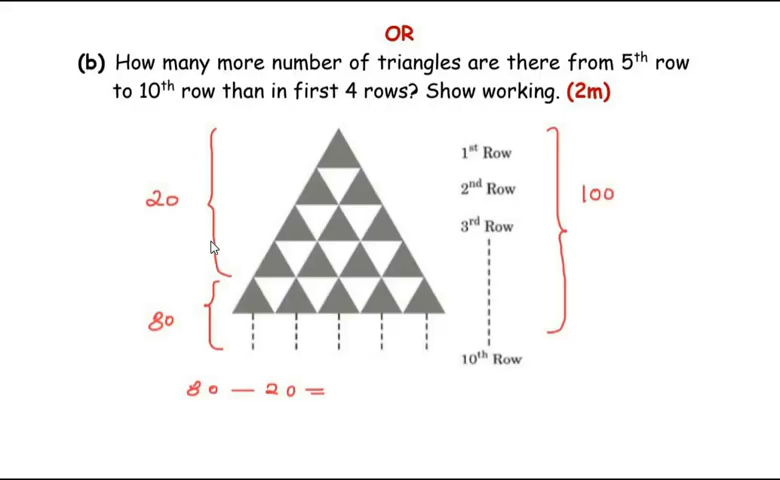 OR
(b) How many more number of triangles are there from 5th row
to 10th row than in first 4 rows? Show working. (2m)
1st Row
2nd Row
20
100
3rd Row
80
10th Row
80 — 20 =